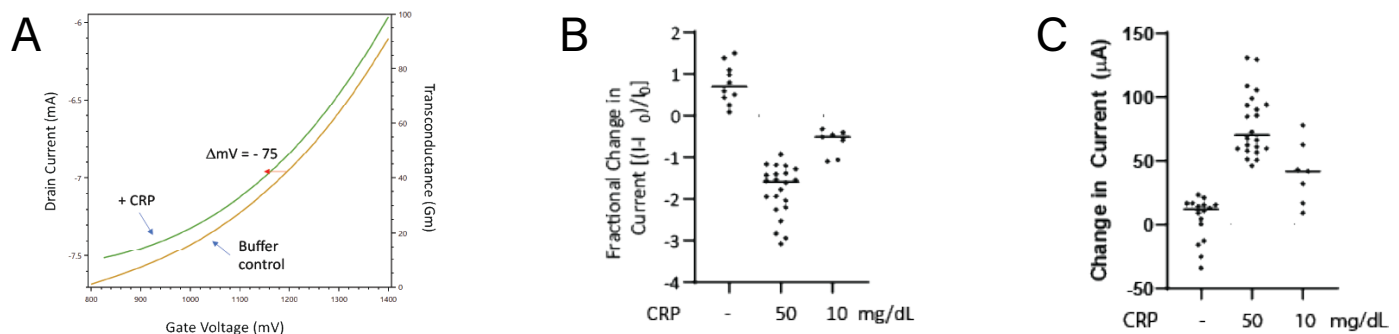 A
-6
-6.5
-7
-7.5
Drain Current (mA)
100
80
60
40
20
0
Transconductance (Gm)
ΔmV = - 75
+ CRP
Buffer
control
800
900
1000
1100
1200
1300
1400
Gate Voltage (mV)
B
2
1
0
-1
-2
-3
-4
Fractional Change in
Current [(I-I 0)/I0]
CRP - 50 10 mg/dL
C
150
100
50
0
-50
Change in Current (µA)
CRP - 50 10 mg/dL